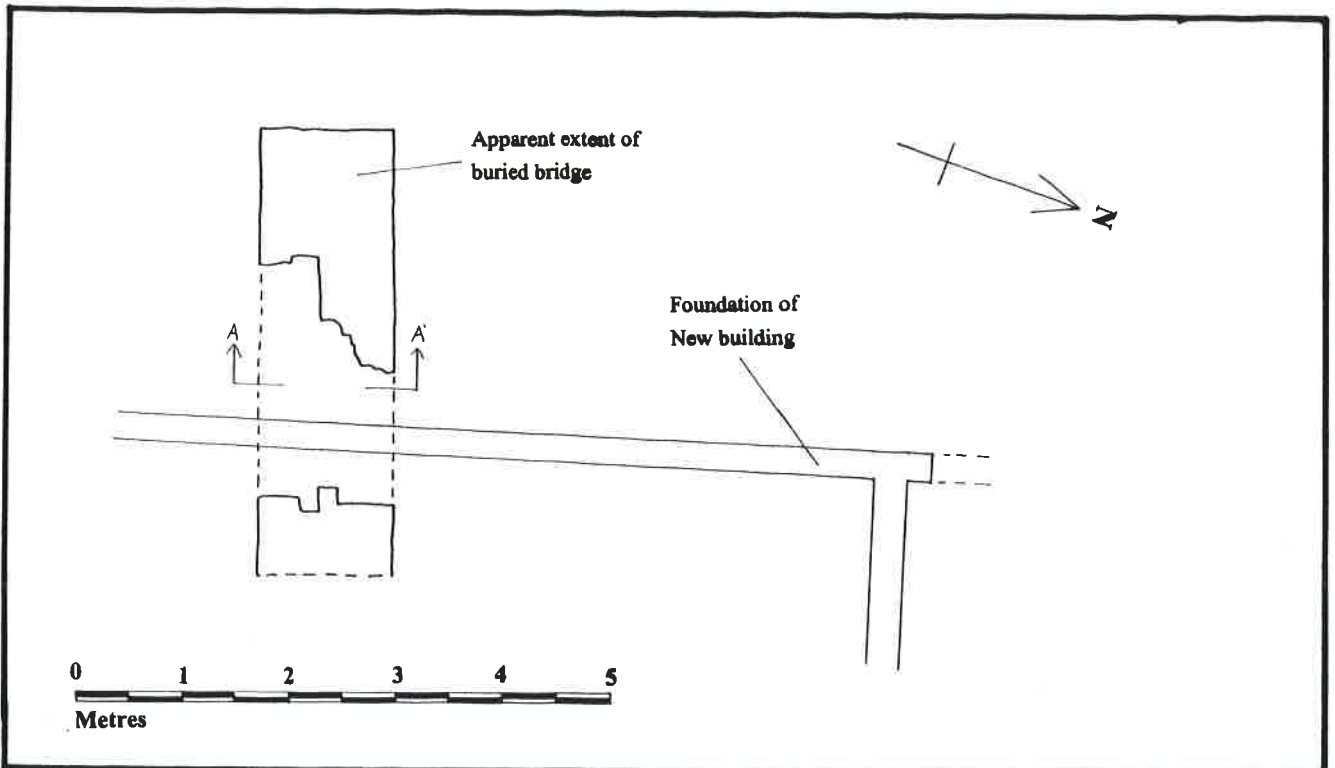 Apparent extent of
buried bridge
N
Foundation of
New building
A A'
0 1 2 3 4 5
Metres